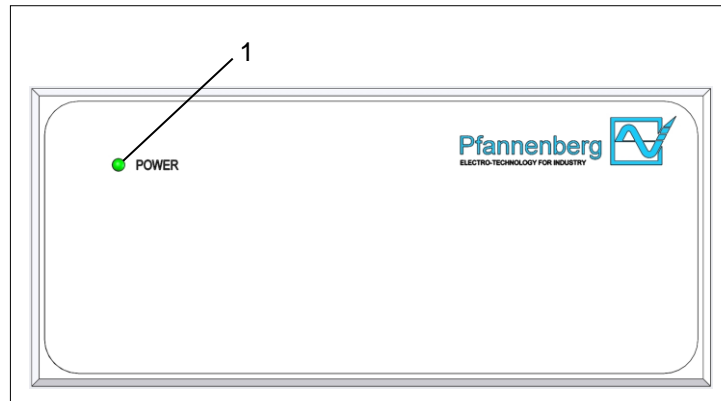 1
Pfannenberg
ELECTRO-TECHNOLOGY FOR INDUSTRY
POWER